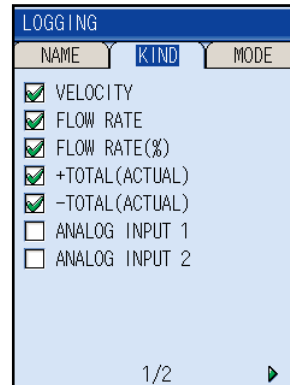 LOGGING
NAME KIND MODE
VELOCITY
FLOW RATE
FLOW RATE(%)
+TOTAL(ACTUAL)
-TOTAL(ACTUAL)
ANALOG INPUT 1
ANALOG INPUT 2
1/2